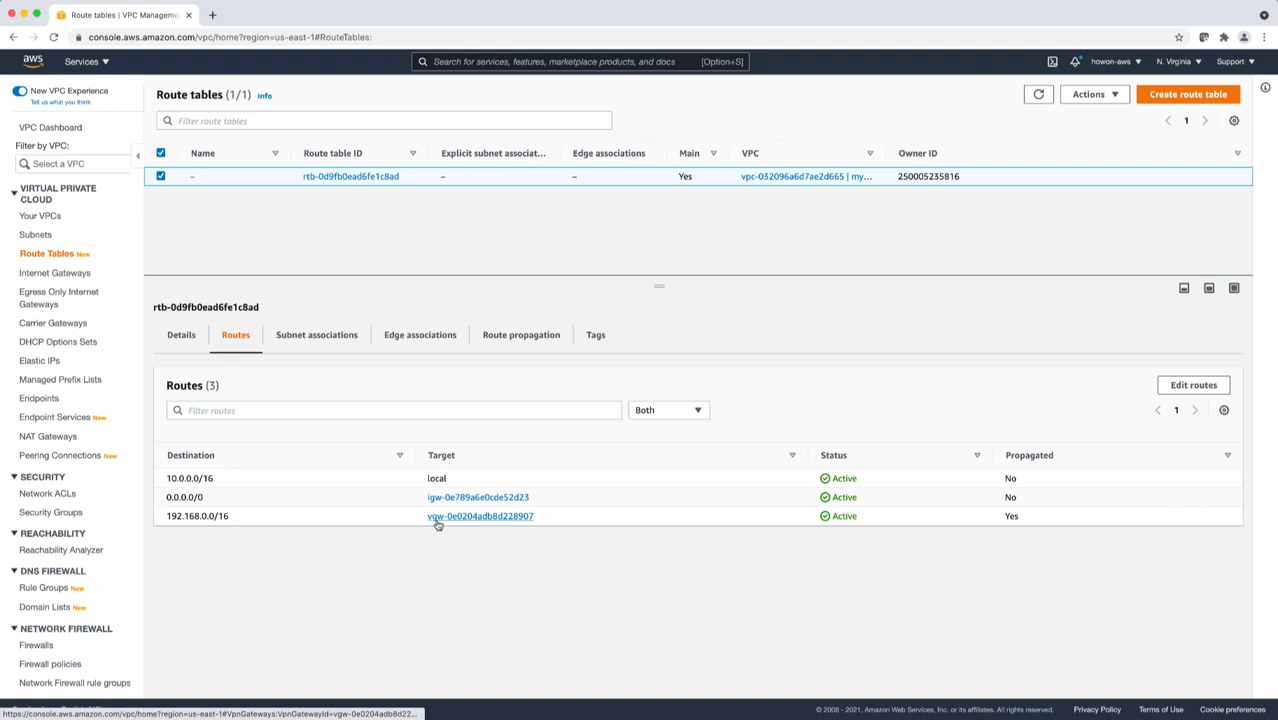 Route tables | VPC Manageme
console.aws.amazon.com/vpc/home?region=us-east-1#RouteTables:
aws
Services
Search for services, features, marketplace products, and docs
[Option+S]
howon-aws
N. Virginia
Support
New VPC Experience
Tell us what you think
VPC Dashboard
Filter by VPC:
Select a VPC
VIRTUAL PRIVATE
CLOUD
Your VPCs
Subnets
Route Tables New
Internet Gateways
Egress Only Internet
Gateways
Carrier Gateways
DHCP Options Sets
Elastic IPs
Managed Prefix Lists
Endpoints
Endpoint Services New
NAT Gateways
Peering Connections New
SECURITY
Network ACLs
Security Groups
REACHABILITY
Reachability Analyzer
DNS FIREWALL
Rule Groups New
Domain Lists New
NETWORK FIREWALL
Firewalls
Firewall policies
Network Firewall rule groups
Route tables (1/1) Info
Actions
Create route table
Filter route tables
1
Name Route table ID Explicit subnet associat... Edge associations Main VPC Owner ID
– rtb-0d9fb0ead6fe1c8ad – – Yes vpc-032096a6d7ae2d665 | my... 250005235816
rtb-0d9fb0ead6fe1c8ad
Details Routes Subnet associations Edge associations Route propagation Tags
Routes (3)
Edit routes
Filter routes
Both
1
Destination Target Status Propagated
10.0.0.0/16 local Active No
0.0.0.0/0 igw-0e789a6e0cde52d23 Active No
192.168.0.0/16 vgw-0e0204adb8d228907 Active Yes
https://console.aws.amazon.com/vpc/home?region=us-east-1#VpnGateways:VpnGatewayId=vgw-0e0204adb8d22...
© 2008 - 2021, Amazon Web Services, Inc. or its affiliates. All rights reserved.
Privacy Policy
Terms of Use
Cookie preferences